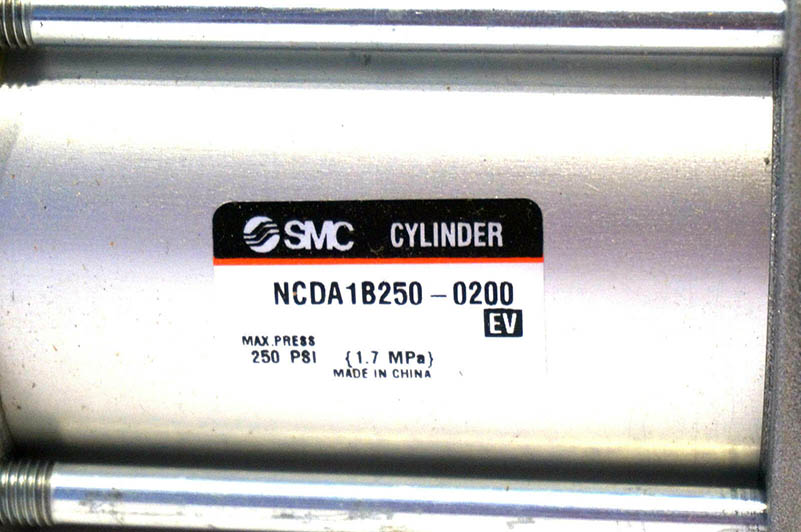 SMC CYLINDER
NCDA1B250-0200
EV
MAX.PRESS
250 PSI {1.7 MPa}
MADE IN CHINA